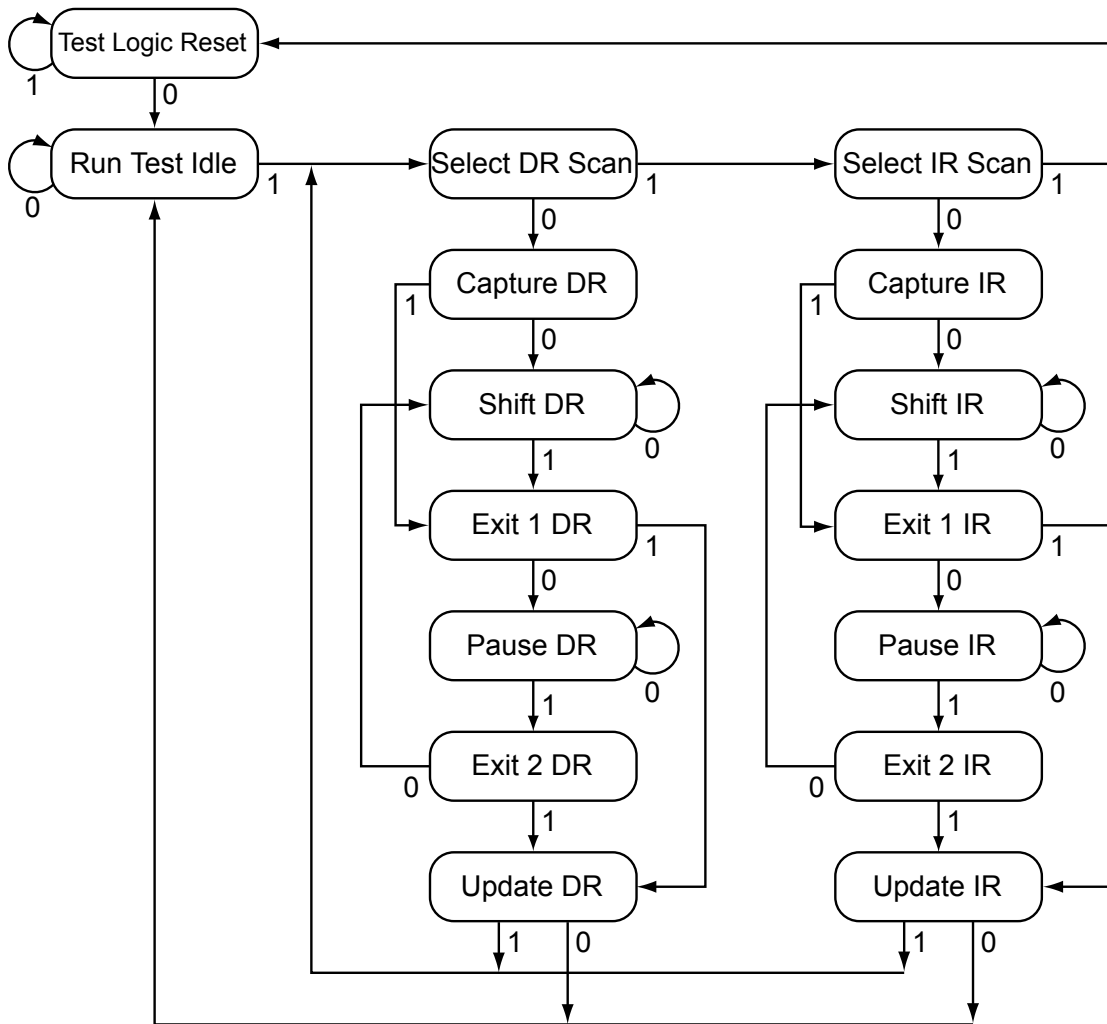 Test Logic Reset
1
0
Run Test Idle
1
Select DR Scan
1
Select IR Scan
1
0
0
0
Capture DR
1
0
Capture IR
1
0
Shift DR
0
1
Shift IR
0
1
Exit 1 DR
1
0
Exit 1 IR
1
0
Pause DR
0
1
Pause IR
0
1
Exit 2 DR
0
1
Exit 2 IR
0
1
Update DR
1
0
Update IR
1
0